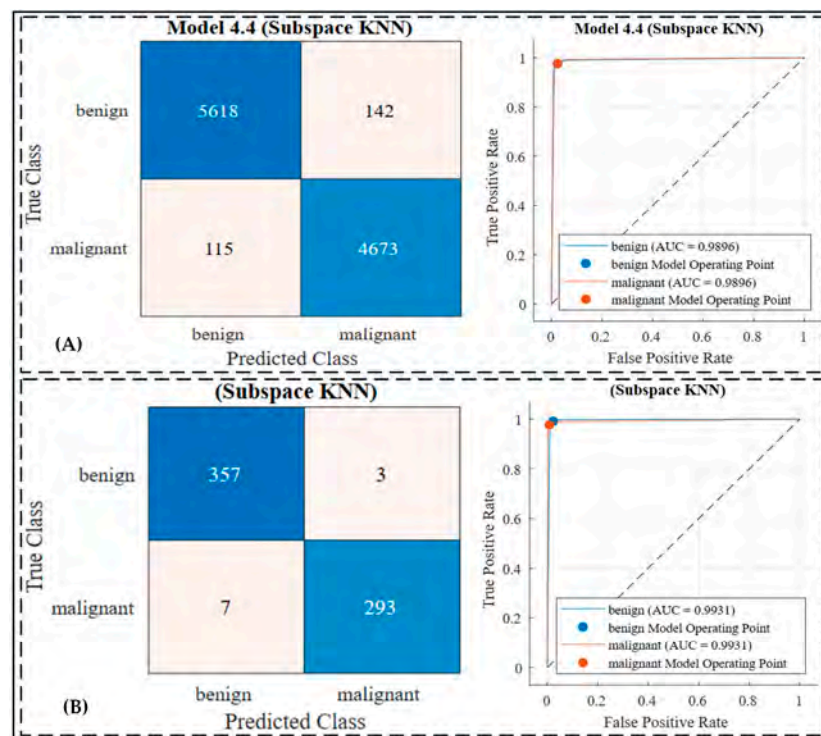 Model 4.4 (Subspace KNN)
True Class
benign
5618
142
malignant
115
4673
benign
malignant
Predicted Class
(A)
Model 4.4 (Subspace KNN)
True Positive Rate
1
0.8
0.6
0.4
0.2
0
benign (AUC = 0.9896)
benign Model Operating Point
malignant (AUC = 0.9896)
malignant Model Operating Point
0
0.2
0.4
0.6
0.8
1
False Positive Rate
(Subspace KNN)
True Class
benign
357
3
malignant
7
293
benign
malignant
Predicted Class
(B)
(Subspace KNN)
True Positive Rate
1
0.8
0.6
0.4
0.2
0
benign (AUC = 0.9931)
benign Model Operating Point
malignant (AUC = 0.9931)
malignant Model Operating Point
0
0.2
0.4
0.6
0.8
1
False Positive Rate